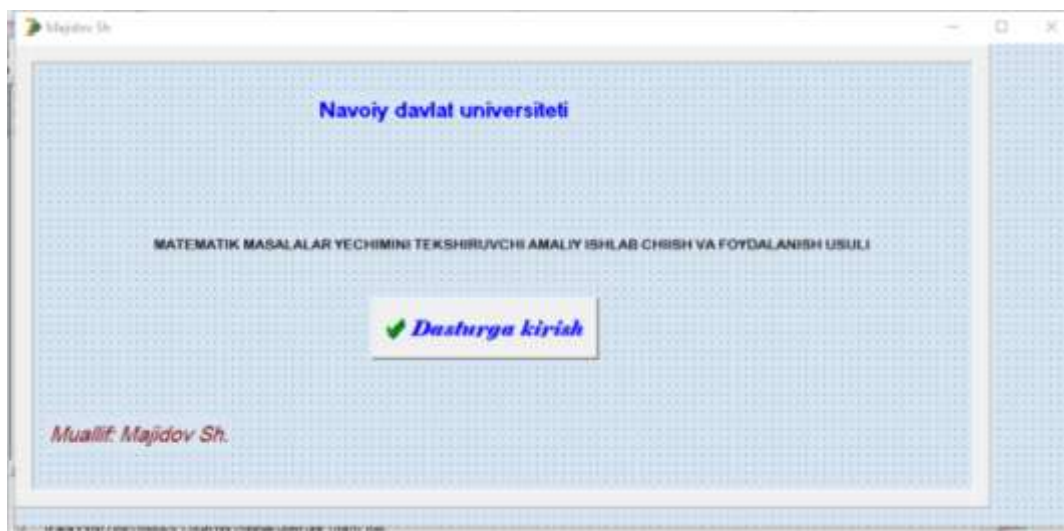 Majidov Sh
Navoiy davlat universiteti
MATEMATIK MASALALAR YECHIMINI TEKSHIRUVCHI AMALIY ISHLAB CHIISH VA FOYDALANISH USULI
Dasturga kirish
Muallif: Majidov Sh.